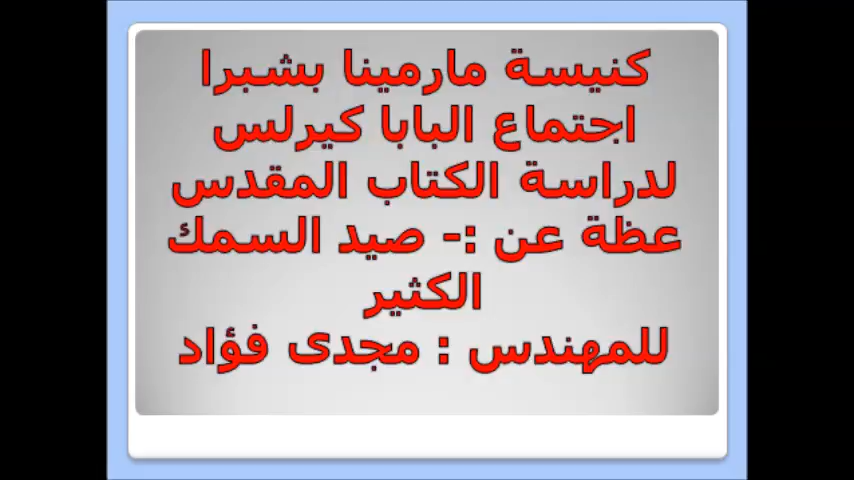 كنيسة مارمينا بشبرا
اجتماع البابا كيرلس
لدراسة الكتاب المقدس
عظة عن :- صيد السمك
الكثير
للمهندس : مجدى فؤاد